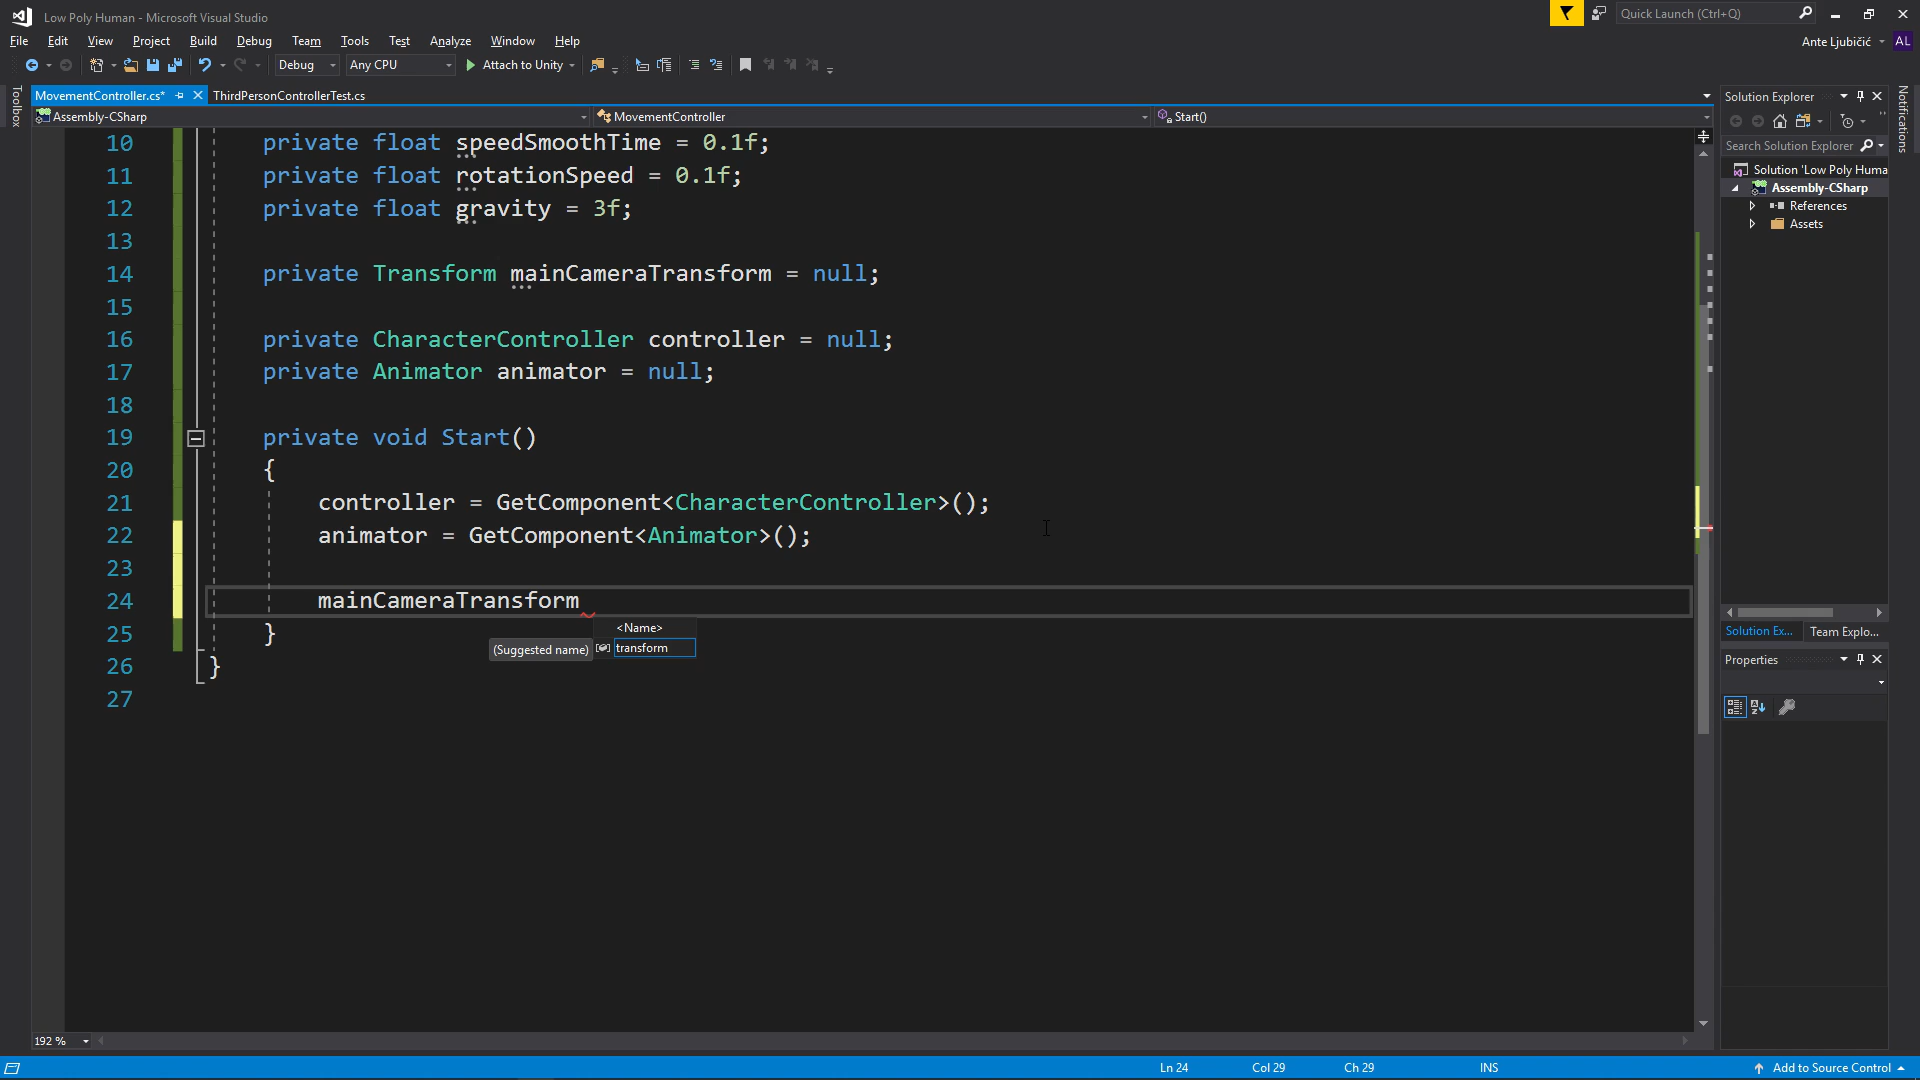 Low Poly Human - Microsoft Visual Studio
Quick Launch (Ctrl+Q)
File Edit View Project Build Debug Team Tools Test Analyze Window Help
Ante Ljubičić AL
Debug Any CPU Attach to Unity
Toolbox
MovementController.cs* ThirdPersonControllerTest.cs
Assembly-CSharp MovementController Start()
10 private float speedSmoothTime = 0.1f;
11 private float rotationSpeed = 0.1f;
12 private float gravity = 3f;
13
14 private Transform mainCameraTransform = null;
15
16 private CharacterController controller = null;
17 private Animator animator = null;
18
19 private void Start()
20 {
21 controller = GetComponent<CharacterController>();
22 animator = GetComponent<Animator>();
23
24 mainCameraTransform
<Name>
(Suggested name) transform
25 }
26 }
27
192 %
Solution Explorer
Notifications
Search Solution Explorer
Solution 'Low Poly Huma
Assembly-CSharp
References
Assets
Solution Ex... Team Explo...
Properties
Ln 24 Col 29 Ch 29 INS Add to Source Control